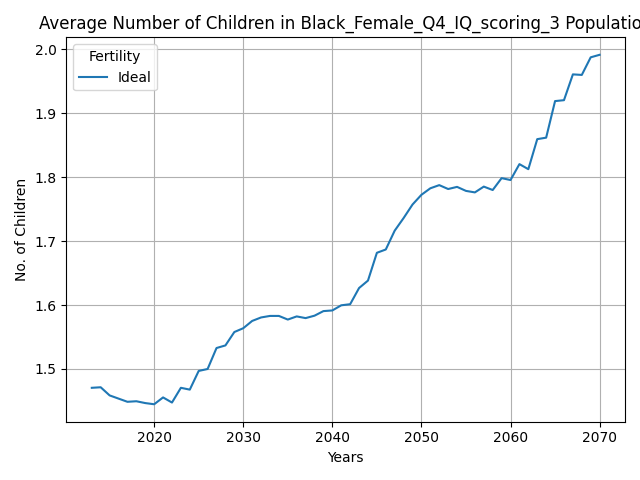 Average Number of Children in Black_Female_Q4_IQ_scoring_3 Populatio
Fertility
Ideal
2.0
1.9
1.8
1.7
1.6
1.5
No. of Children
2020 2030 2040 2050 2060 2070
Years